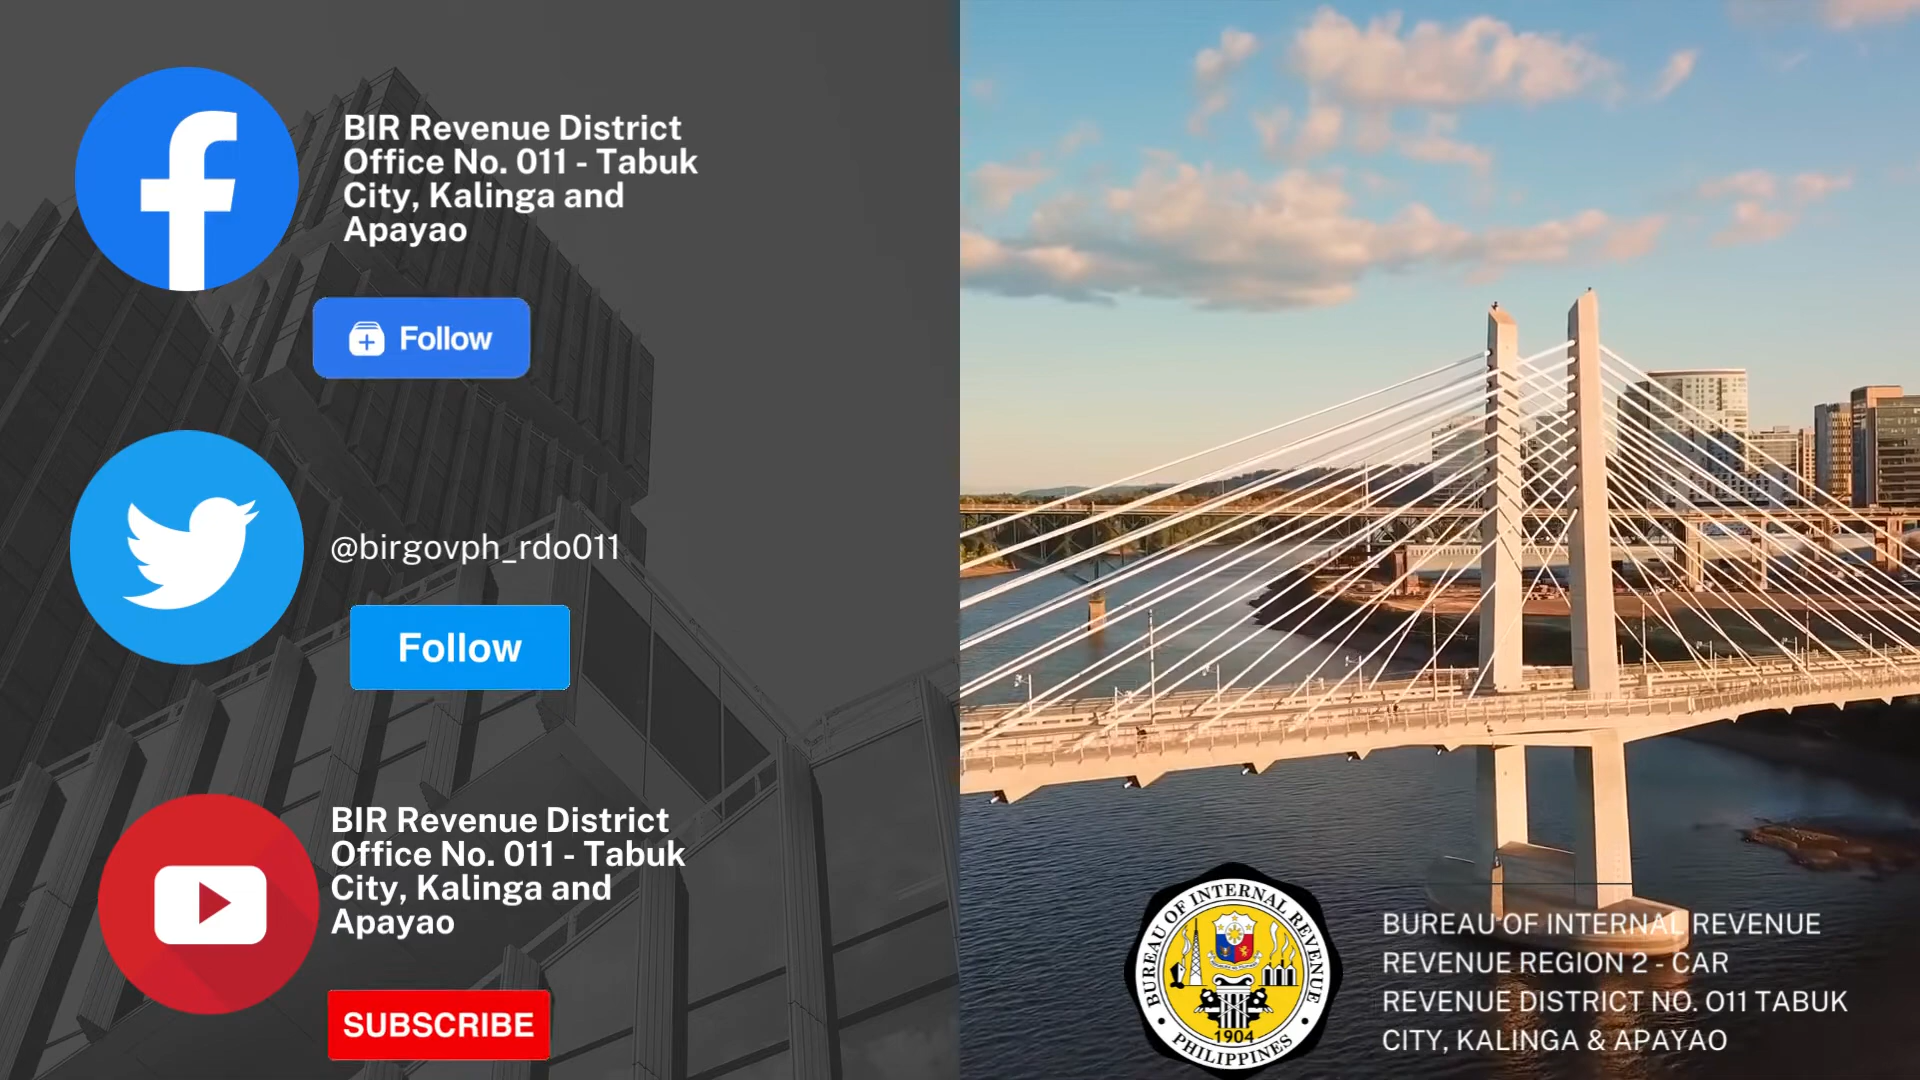 BIR Revenue District
Office No. 011 - Tabuk
City, Kalinga and
Apayao
Follow
@birgovph_rdo011
Follow
BIR Revenue District
Office No. 011 - Tabuk
City, Kalinga and
Apayao
SUBSCRIBE
BUREAU OF INTERNAL REVENUE
1904
PHILIPPINES
BUREAU OF INTERNAL REVENUE
REVENUE REGION 2 - CAR
REVENUE DISTRICT NO. 011 TABUK
CITY, KALINGA & APAYAO